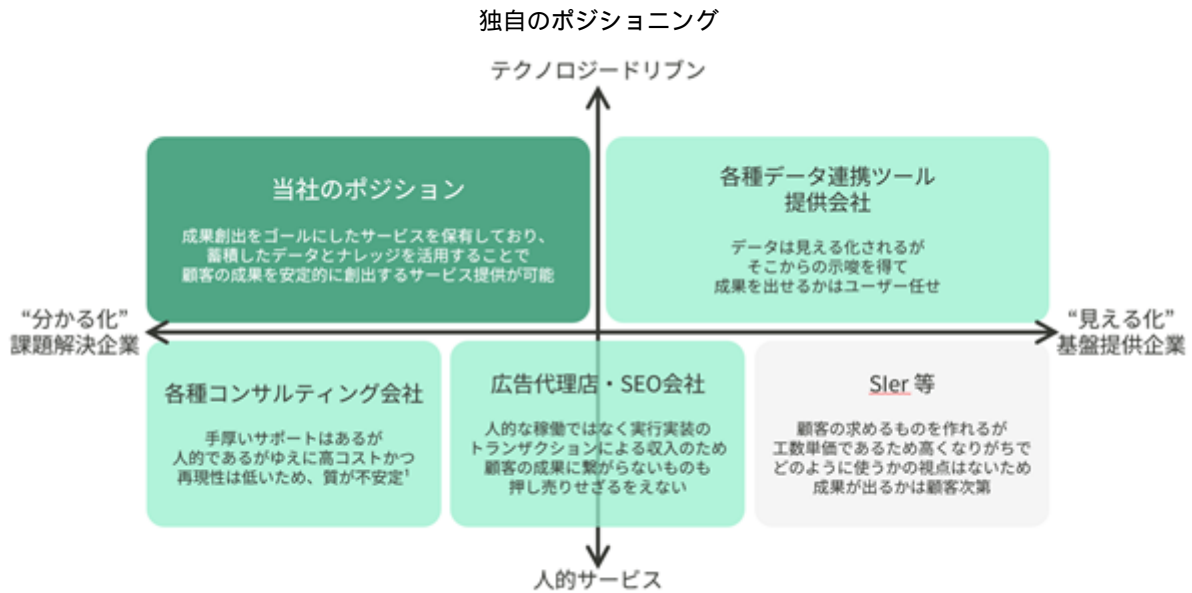 独自のポジショニング
テクノロジードリブン
当社のポジション
成果創出をゴールにしたサービスを保有しており、
蓄積したデータとナレッジを活用することで
顧客の成果を安定的に創出するサービス提供が可能
各種データ連携ツール
提供会社
データは見える化されるが
そこからの示唆を得て
成果を出せるかはユーザー任せ
“分かる化”
課題解決企業
“見える化”
基盤提供企業
各種コンサルティング会社
手厚いサポートはあるが
人的であるがゆえに高コストかつ
再現性は低いため、質が不安定¹
広告代理店・SEO会社
人的な稼働ではなく実行実装の
トランザクションによる収入のため
顧客の成果に繋がらないものも
押し売りせざるをえない
SIer 等
顧客の求めるものを作れるが
工数単価であるため高くなりがちで
どのように使うかの視点はないため
成果が出るかは顧客次第
人的サービス